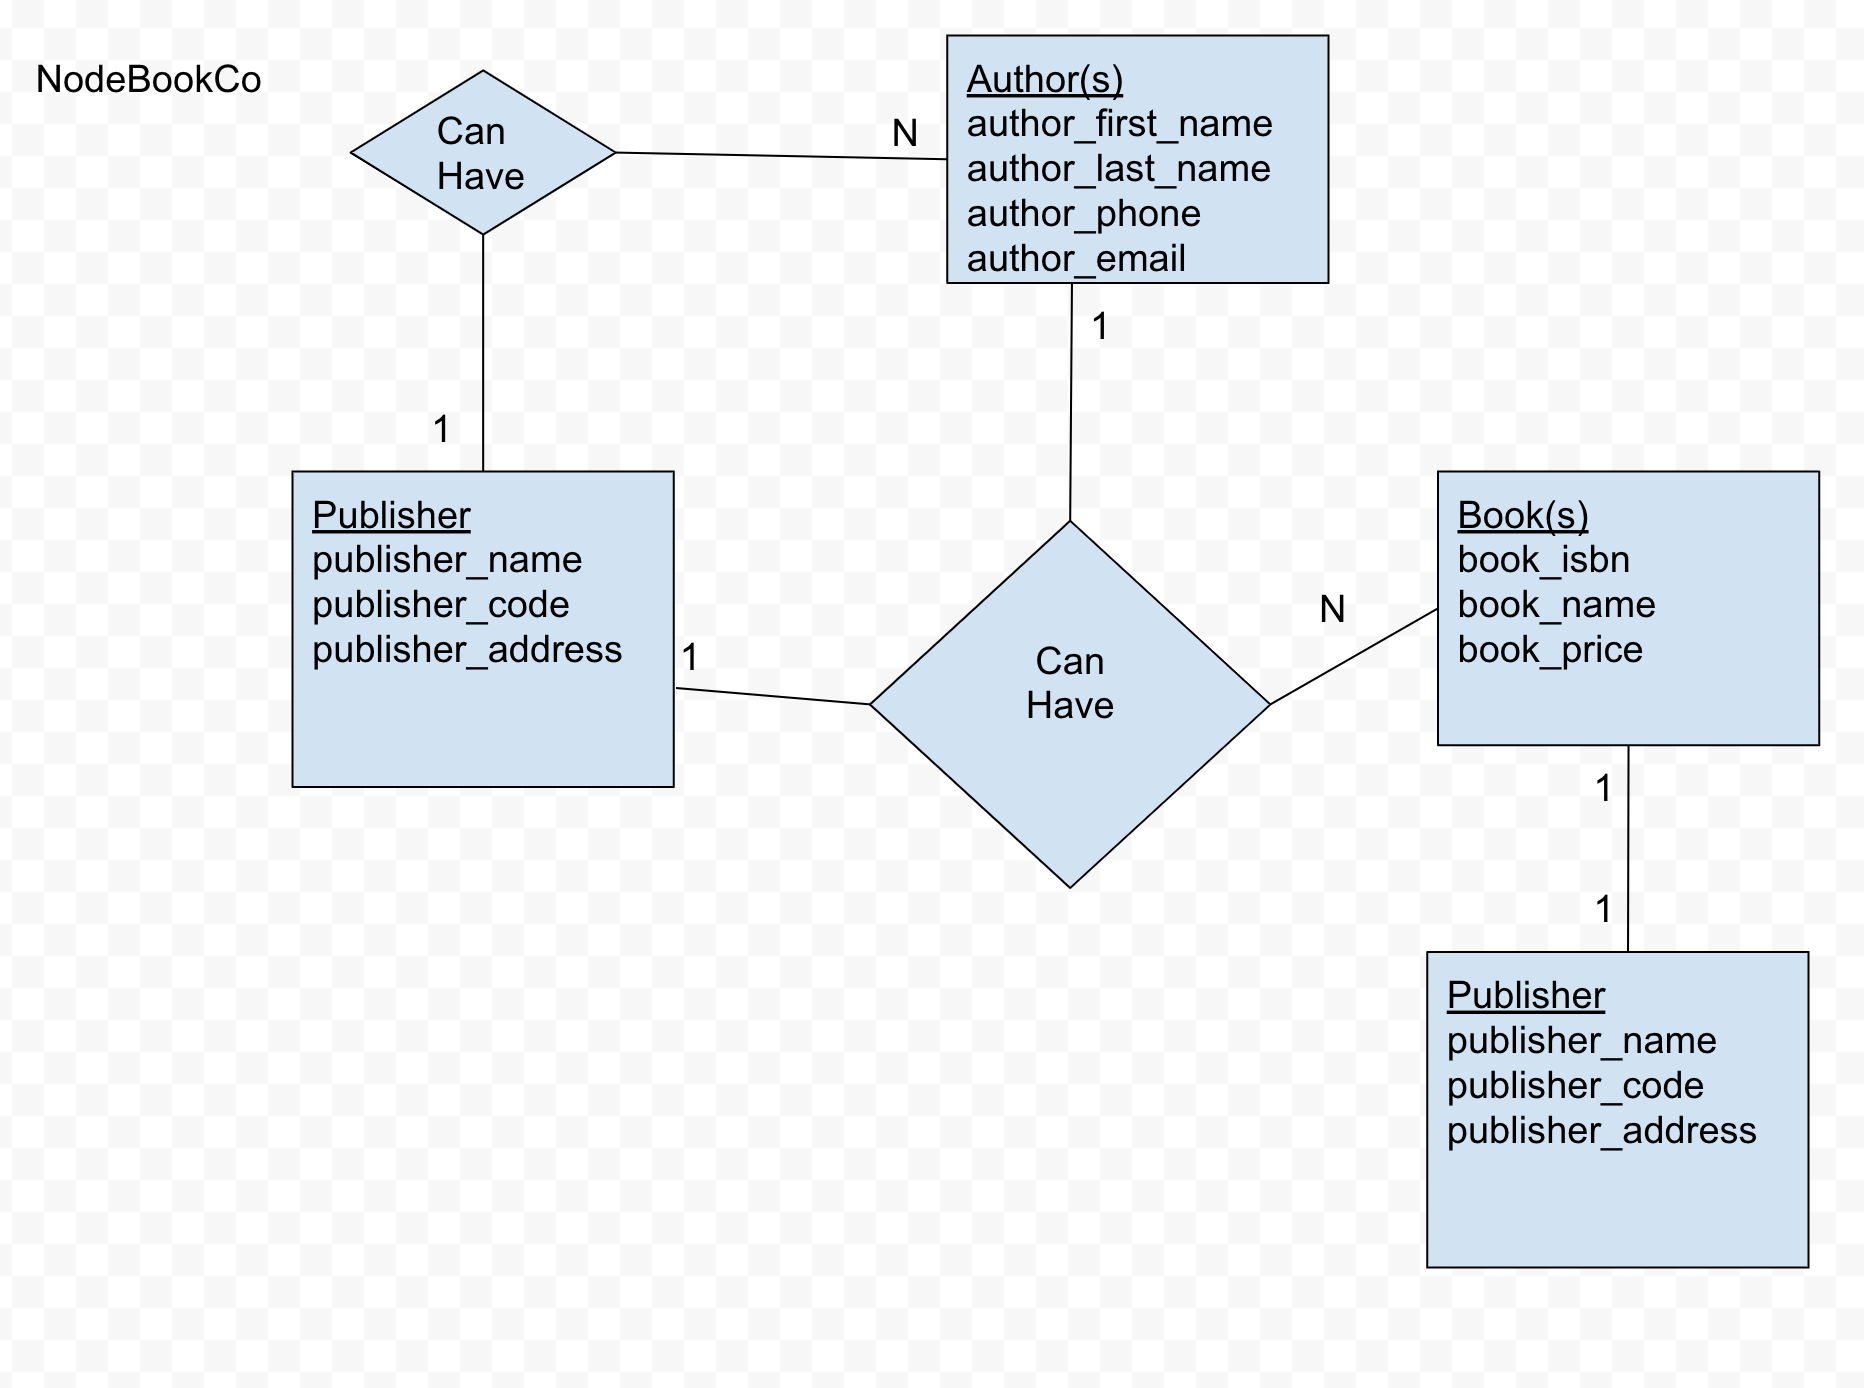 NodeBookCo
Can
Have
N
Author(s)
author_first_name
author_last_name
author_phone
author_email
1
1
Publisher
publisher_name
publisher_code
publisher_address
1
Can
Have
N
Book(s)
book_isbn
book_name
book_price
1
1
Publisher
publisher_name
publisher_code
publisher_address